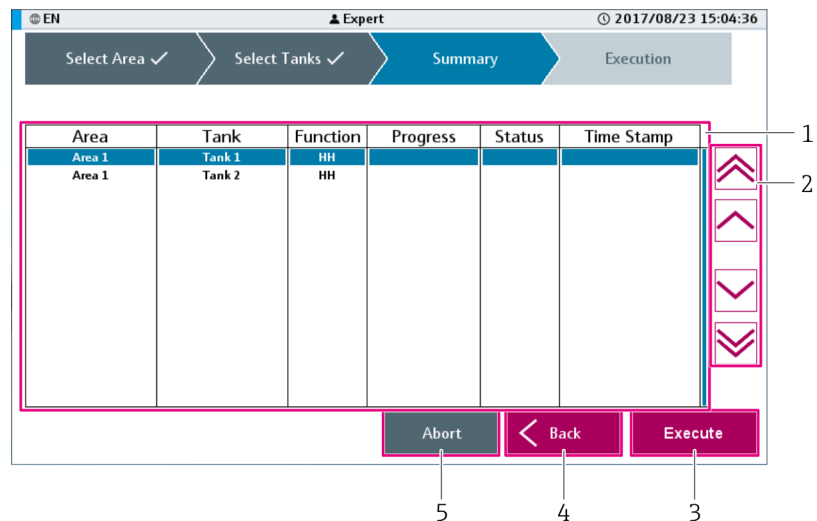 EN Expert 2017/08/23 15:04:36
Select Area ✓ Select Tanks ✓ Summary Execution
Area Tank Function Progress Status Time Stamp 1
Area 1 Tank 1 HH
Area 1 Tank 2 HH
2
Abort Back Execute
5 4 3